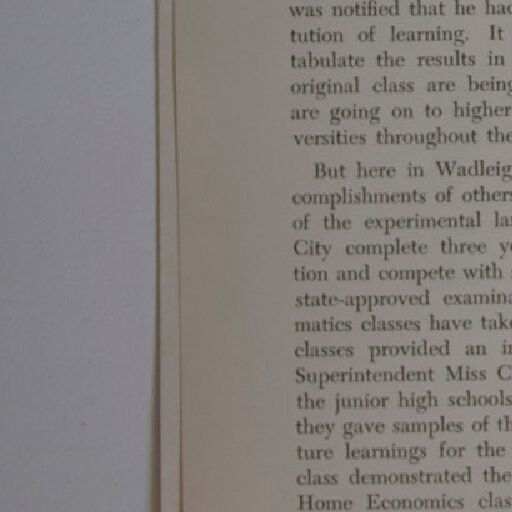 was notified that he had
tution of learning. It
tabulate the results in
original class are being
are going on to higher
versities throughout the
But here in Wadleig
complishments of others
of the experimental la
City complete three y
tion and compete with
state-approved examina
matics classes have take
classes provided an i
Superintendent Miss C
the junior high schools
they gave samples of th
ture learnings for the
class demonstrated the
Home Economics clas